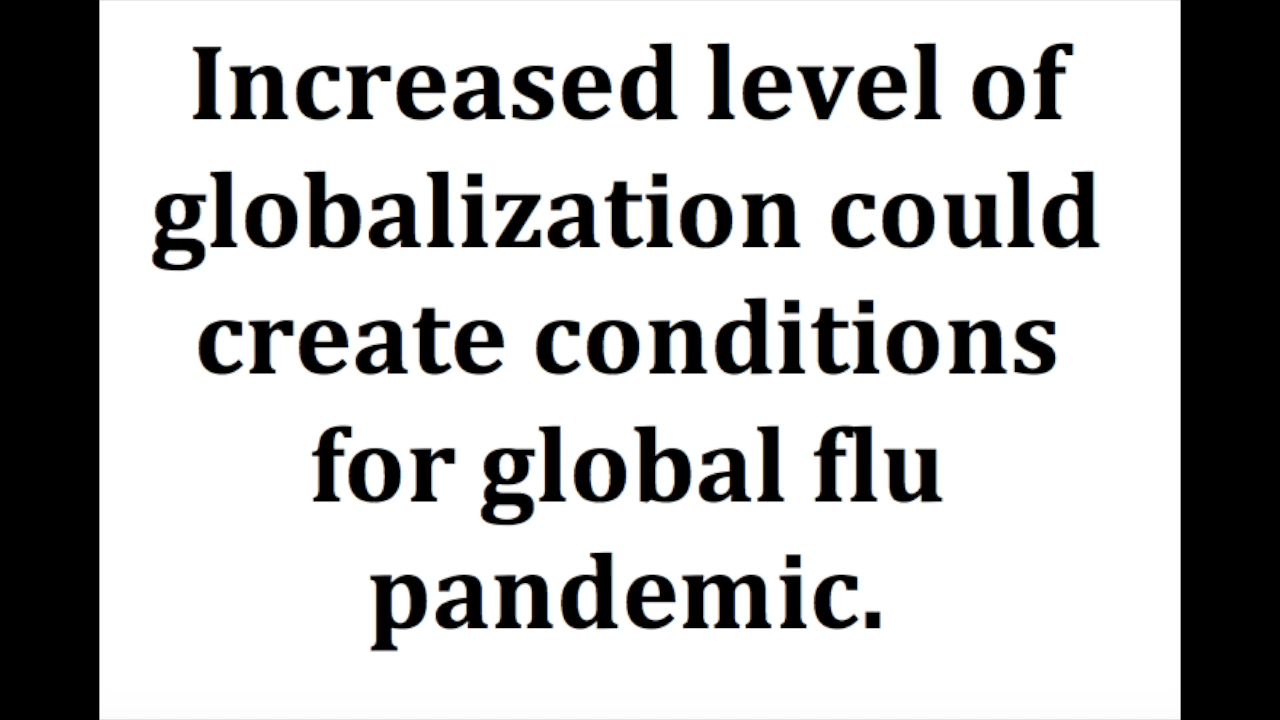 Increased level of
globalization could
create conditions
for global flu
pandemic.